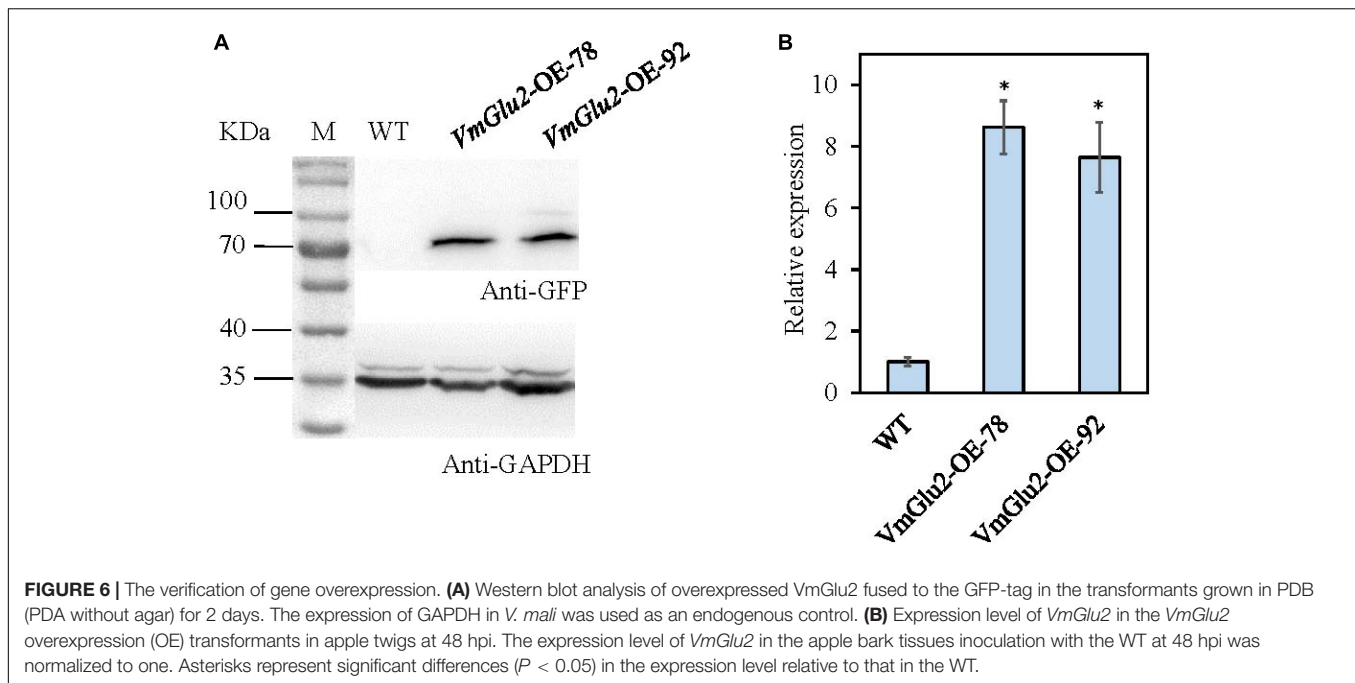 A
KDa M WT VmGlu2-OE-78 VmGlu2-OE-92
100
70
Anti-GFP
40
35
Anti-GAPDH
B
Relative expression
10
8
6
4
2
0
* *
WT VmGlu2-OE-78 VmGlu2-OE-92
FIGURE 6 | The verification of gene overexpression. (A) Western blot analysis of overexpressed VmGlu2 fused to the GFP-tag in the transformants grown in PDB
(PDA without agar) for 2 days. The expression of GAPDH in V. mali was used as an endogenous control. (B) Expression level of VmGlu2 in the VmGlu2
overexpression (OE) transformants in apple twigs at 48 hpi. The expression level of VmGlu2 in the apple bark tissues inoculation with the WT at 48 hpi was
normalized to one. Asterisks represent significant differences (P < 0.05) in the expression level relative to that in the WT.